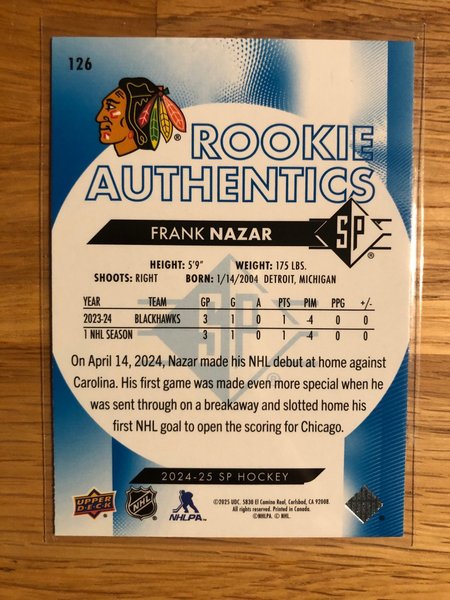 126
®
ROOKIE
AUTHENTICS
FRANK NAZAR
SP
®
HEIGHT: 5'9" WEIGHT: 175 LBS.
SHOOTS: RIGHT BORN: 1/14/2004 DETROIT, MICHIGAN
YEAR TEAM GP G A PTS PIM PPG +/-
2023-24 BLACKHAWKS 3 1 0 1 -4 0 0
1 NHL SEASON 3 1 0 1 -4 0 0
On April 14, 2024, Nazar made his NHL debut at home against
Carolina. His first game was made even more special when he
was sent through on a breakaway and slotted home his
first NHL goal to open the scoring for Chicago.
2024-25 SP HOCKEY
UPPER DECK
NHL
NHLPA
©2025 UDC. 5830 El Camino Real, Carlsbad, CA 92008.
All rights reserved. Printed in Canada.
©NHLPA. © NHL.